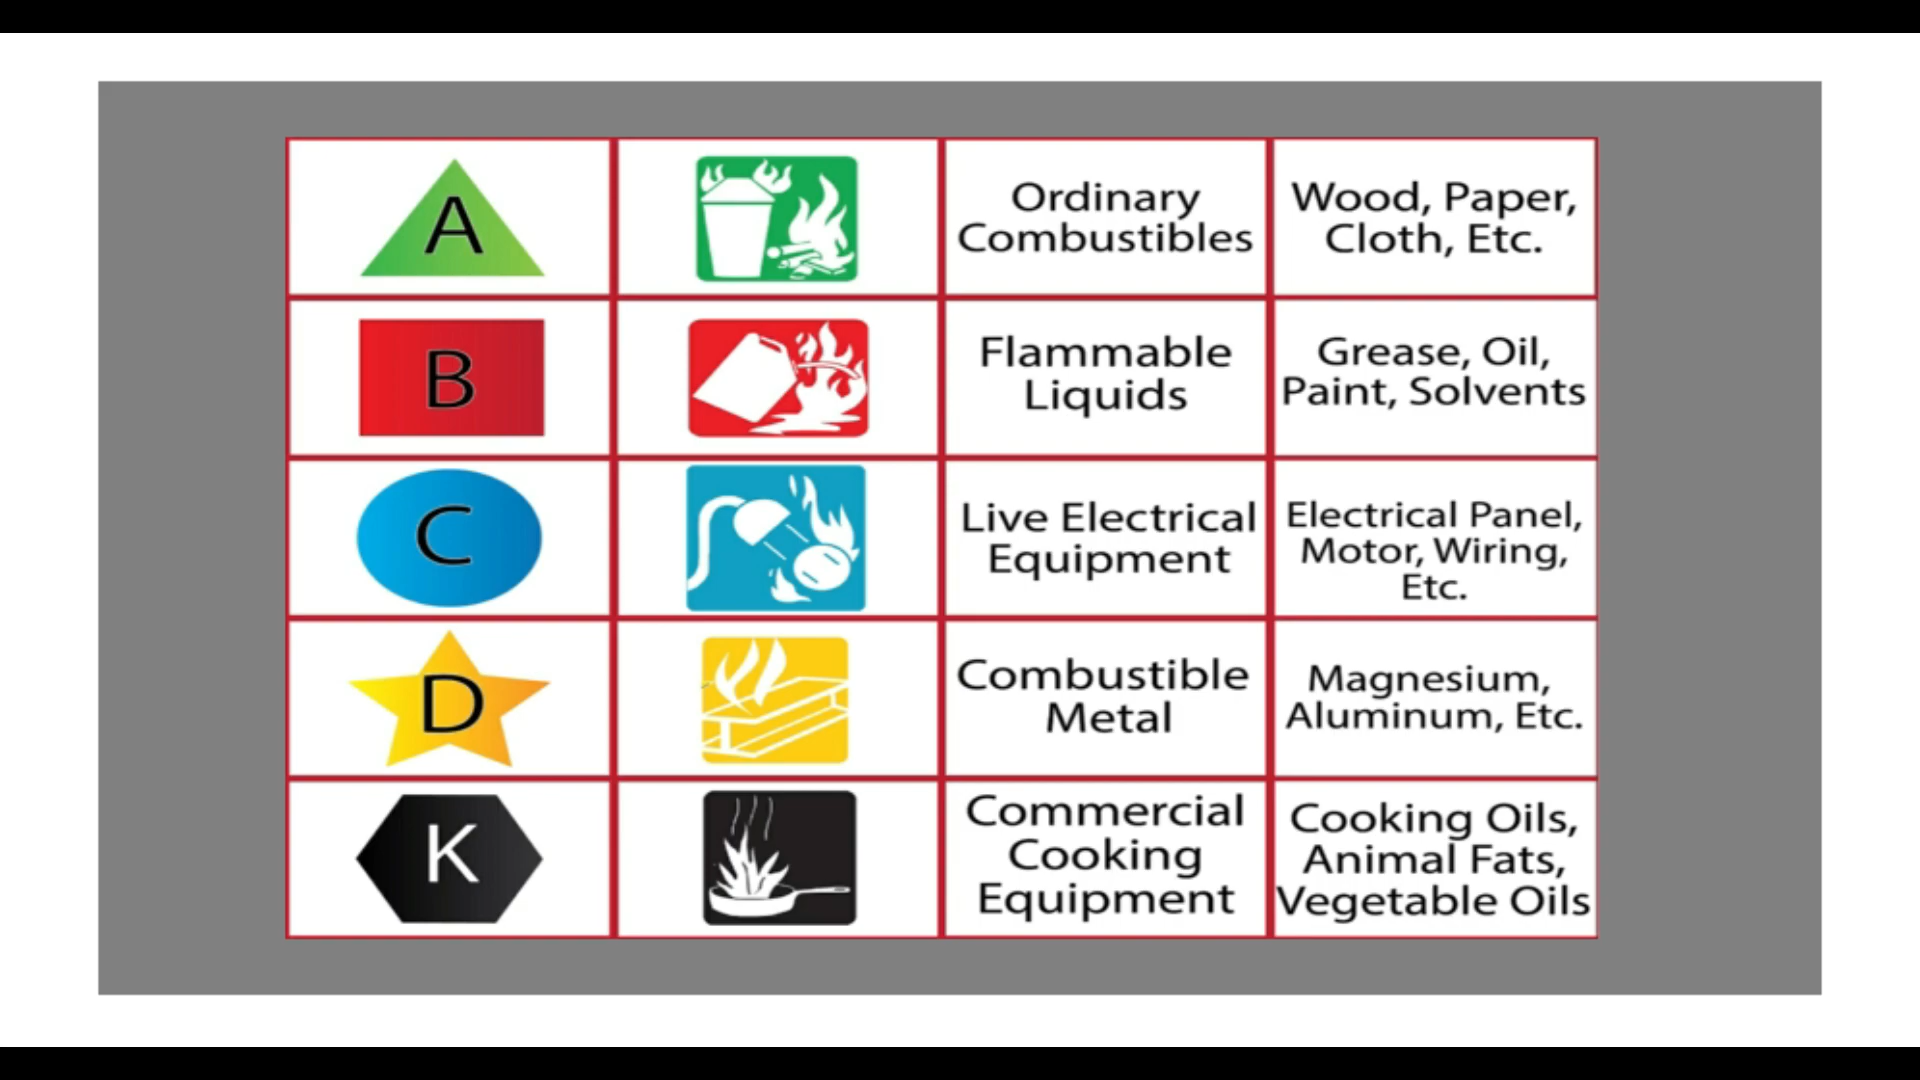 A
Ordinary
Combustibles
Wood, Paper,
Cloth, Etc.
B
Flammable
Liquids
Grease, Oil,
Paint, Solvents
C
Live Electrical
Equipment
Electrical Panel,
Motor, Wiring,
Etc.
D
Combustible
Metal
Magnesium,
Aluminum, Etc.
K
Commercial
Cooking
Equipment
Cooking Oils,
Animal Fats,
Vegetable Oils